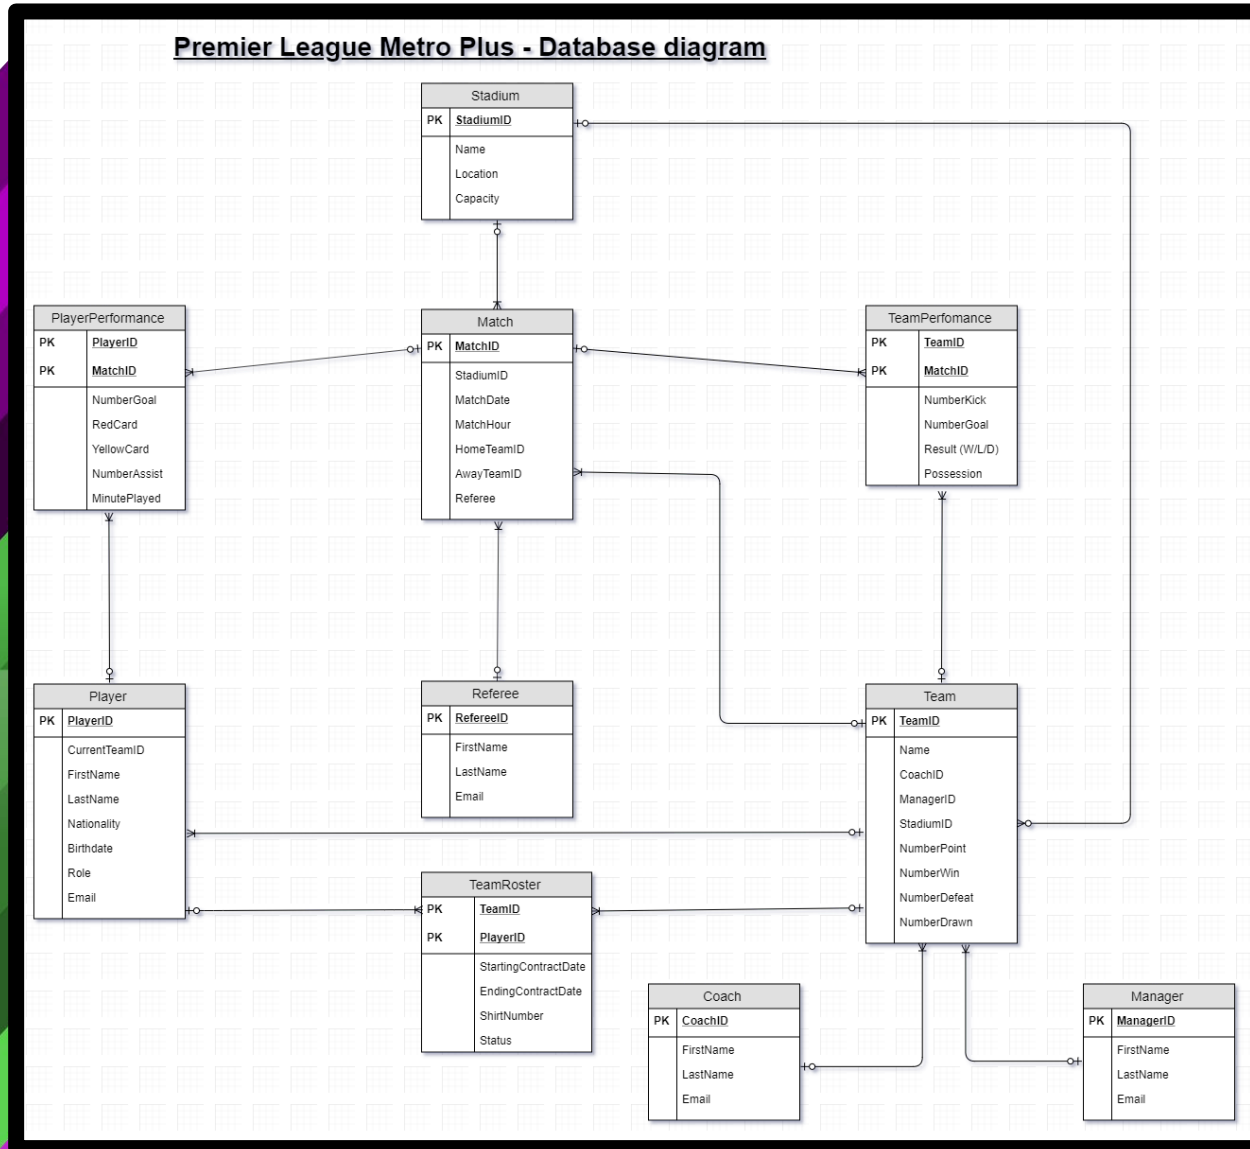 Premier League Metro Plus - Database diagram
Stadium
PK StadiumID
Name
Location
Capacity
PlayerPerformance
PK PlayerID
PK MatchID
NumberGoal
RedCard
YellowCard
NumberAssist
MinutePlayed
Match
PK MatchID
StadiumID
MatchDate
MatchHour
HomeTeamID
AwayTeamID
Referee
TeamPerfomance
PK TeamID
PK MatchID
NumberKick
NumberGoal
Result (W/L/D)
Possession
Player
PK PlayerID
CurrentTeamID
FirstName
LastName
Nationality
Birthdate
Role
Email
Referee
PK RefereeID
FirstName
LastName
Email
Team
PK TeamID
Name
CoachID
ManagerID
StadiumID
NumberPoint
NumberWin
NumberDefeat
NumberDrawn
TeamRoster
PK TeamID
PK PlayerID
StartingContractDate
EndingContractDate
ShirtNumber
Status
Coach
PK CoachID
FirstName
LastName
Email
Manager
PK ManagerID
FirstName
LastName
Email